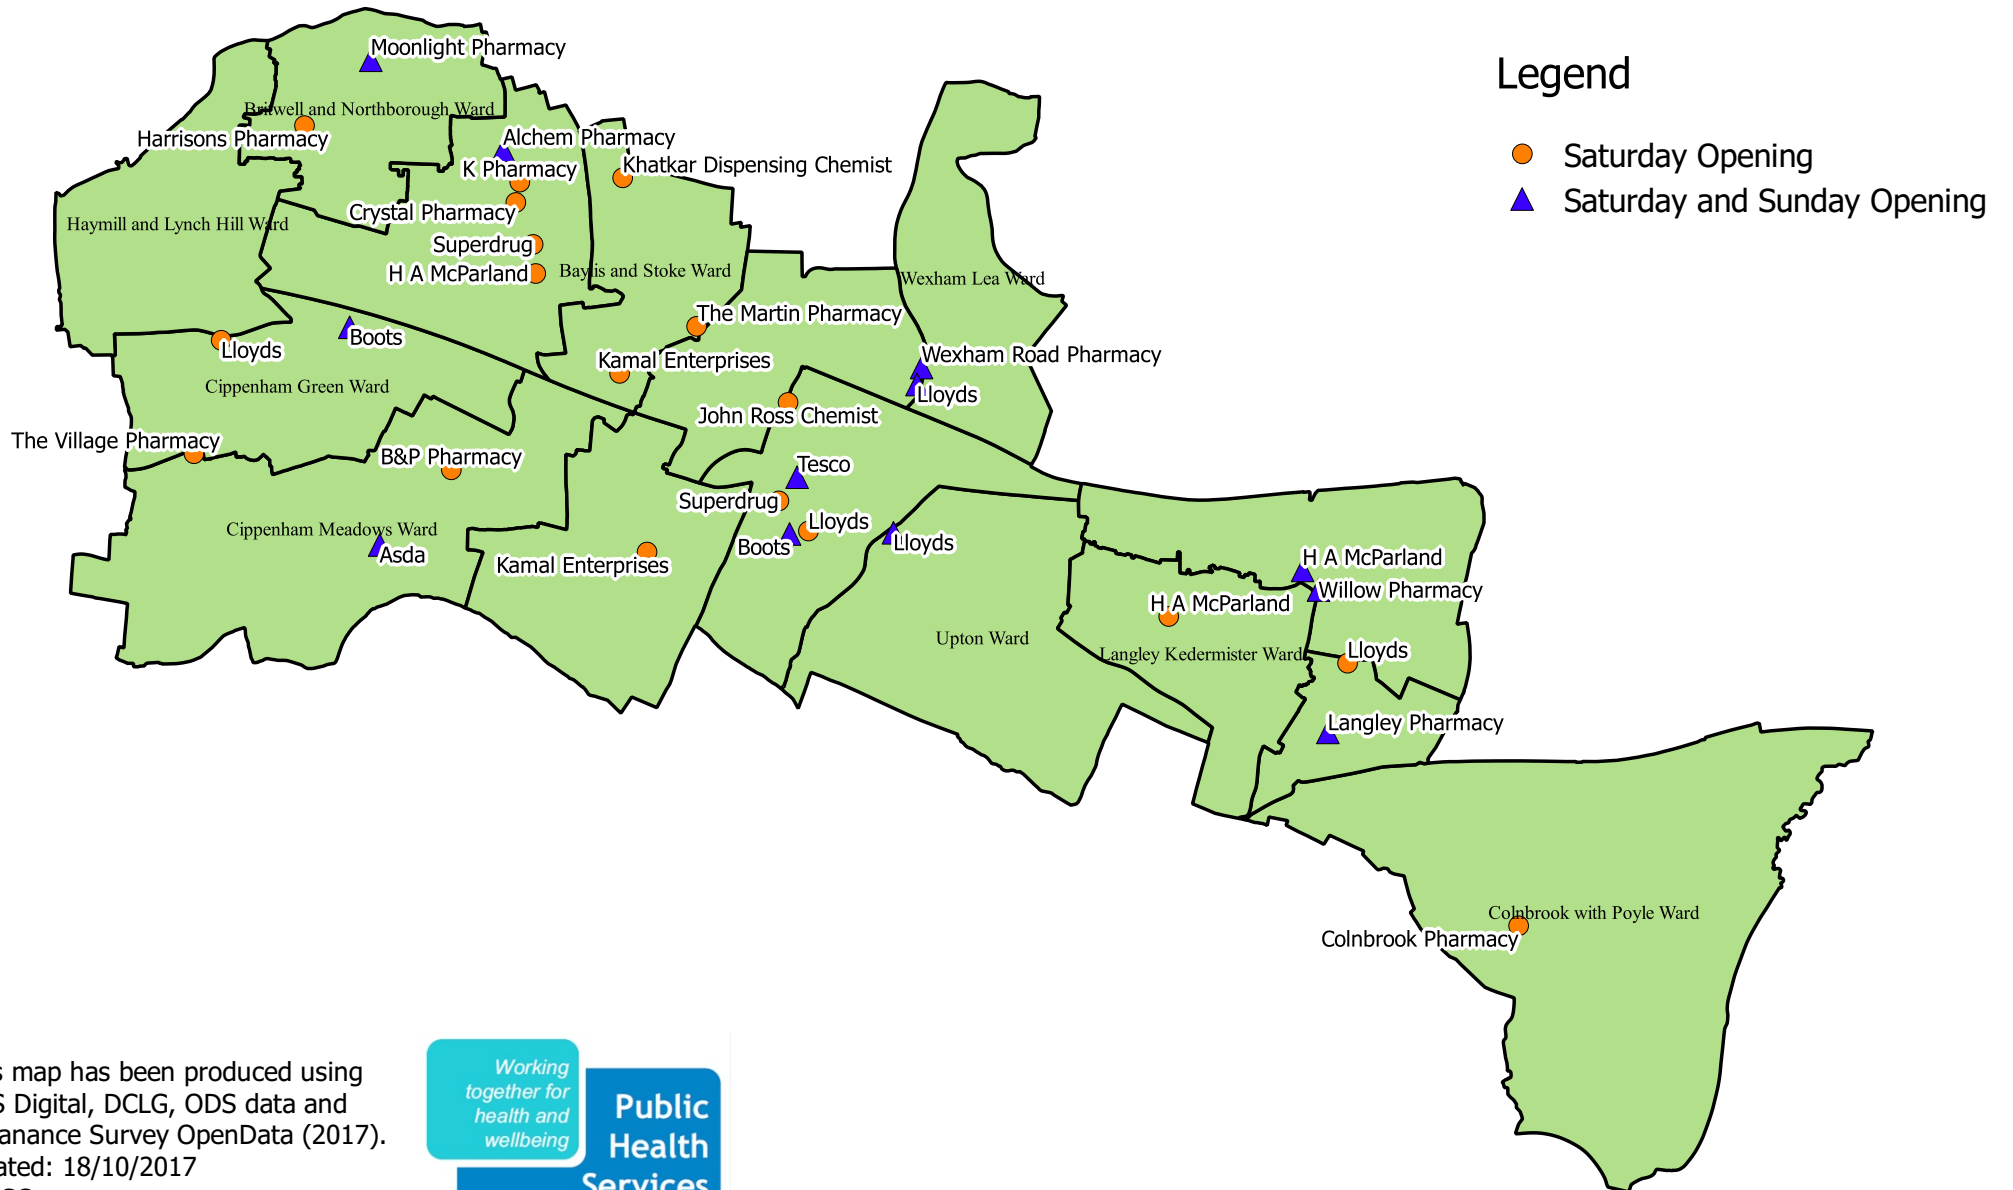 Moonlight Pharmacy
Britwell and Northborough Ward
Harrisons Pharmacy
Alchem Pharmacy
K Pharmacy
Khatkar Dispensing Chemist
Crystal Pharmacy
Haymill and Lynch Hill Ward
Superdrug
H A McParland
Baylis and Stoke Ward
Wexham Lea Ward
The Martin Pharmacy
Boots
Lloyds
Wexham Road Pharmacy
Kamal Enterprises
Cippenham Green Ward
Lloyds
John Ross Chemist
The Village Pharmacy
B&P Pharmacy
Tesco
Superdrug
Lloyds
Cippenham Meadows Ward
Boots
Lloyds
Asda
Kamal Enterprises
H A McParland
Willow Pharmacy
H A McParland
Upton Ward
Langley Kedermister Ward
Lloyds
Langley Pharmacy
Colnbrook with Poyle Ward
Colnbrook Pharmacy
Legend
Saturday Opening
Saturday and Sunday Opening
s map has been produced using
S Digital, DCLG, ODS data and
anance Survey OpenData (2017).
ated: 18/10/2017
Working
together for
health and
wellbeing
Public
Health
Services